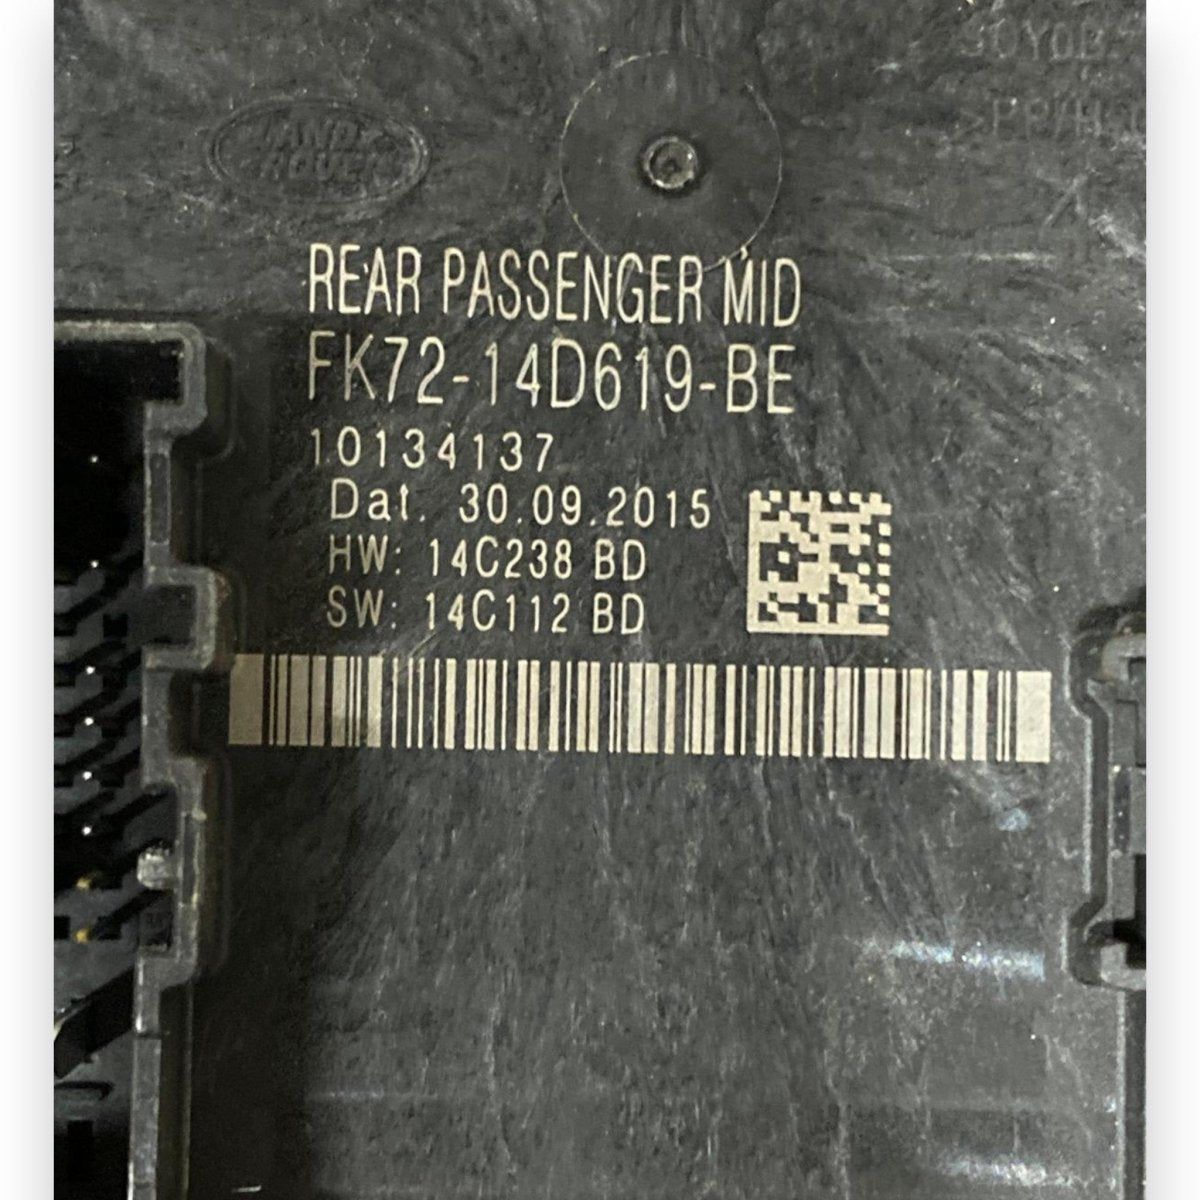 LAND
ROVER
REAR PASSENGER MID
FK72-14D619-BE
10134137
Dat. 30.09.2015
HW: 14C238 BD
SW: 14C112 BD